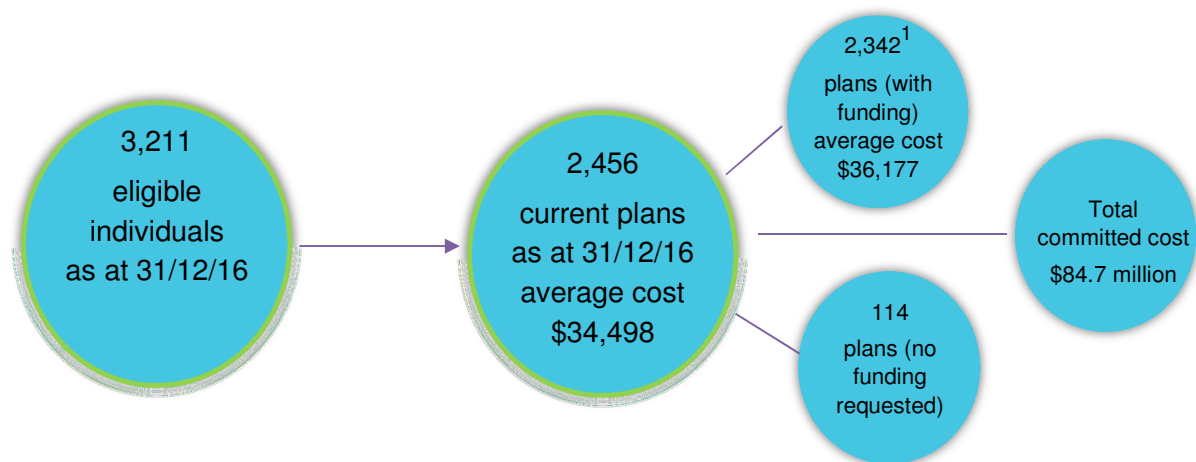 3,211
eligible
individuals
as at 31/12/16
2,456
current plans
as at 31/12/16
average cost
$34,498
2,342¹
plans (with
funding)
average cost
$36,177
114
plans (no
funding
requested)
Total
committed cost
$84.7 million